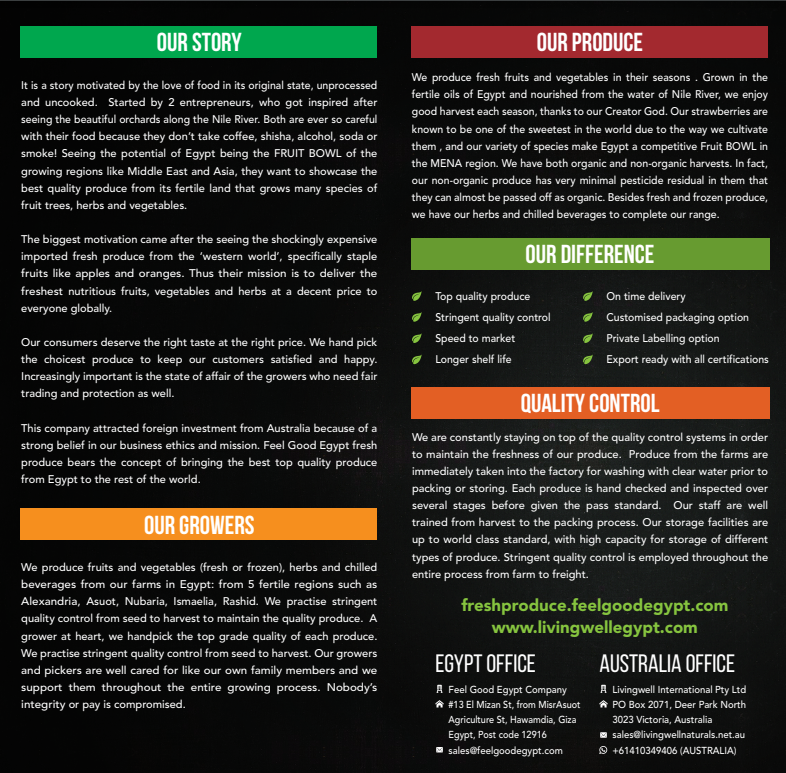 OUR STORY
It is a story motivated by the love of food in its original state, unprocessed
and uncooked. Started by 2 entrepreneurs, who got inspired after
seeing the beautiful orchards along the Nile River. Both are ever so careful
with their food because they don't take coffee, shisha, alcohol, soda or
smoke! Seeing the potential of Egypt being the FRUIT BOWL of the
growing regions like Middle East and Asia, they want to showcase the
best quality produce from its fertile land that grows many species of
fruit trees, herbs and vegetables.
The biggest motivation came after the seeing the shockingly expensive
imported fresh produce from the 'western world', specifically staple
fruits like apples and oranges. Thus their mission is to deliver the
freshest nutritious fruits, vegetables and herbs at a decent price to
everyone globally.
Our consumers deserve the right taste at the right price. We hand pick
the choicest produce to keep our customers satisfied and happy.
Increasingly important is the state of affair of the growers who need fair
trading and protection as well.
This company attracted foreign investment from Australia because of a
strong belief in our business ethics and mission. Feel Good Egypt fresh
produce bears the concept of bringing the best top quality produce
from Egypt to the rest of the world.
OUR GROWERS
We produce fruits and vegetables (fresh or frozen), herbs and chilled
beverages from our farms in Egypt: from 5 fertile regions such as
Alexandria, Asuot, Nubaria, Ismaelia, Rashid. We practise stringent
quality control from seed to harvest to maintain the quality produce. A
grower at heart, we handpick the top grade quality of each produce.
We practise stringent quality control from seed to harvest. Our growers
and pickers are well cared for like our own family members and we
support them throughout the entire growing process. Nobody's
integrity or pay is compromised.
OUR PRODUCE
We produce fresh fruits and vegetables in their seasons . Grown in the
fertile oils of Egypt and nourished from the water of Nile River, we enjoy
good harvest each season, thanks to our Creator God. Our strawberries are
known to be one of the sweetest in the world due to the way we cultivate
them , and our variety of species make Egypt a competitive Fruit BOWL in
the MENA region. We have both organic and non-organic harvests. In fact,
our non-organic produce has very minimal pesticide residual in them that
they can almost be passed off as organic. Besides fresh and frozen produce,
we have our herbs and chilled beverages to complete our range.
OUR DIFFERENCE
Top quality produce
Stringent quality control
Speed to market
Longer shelf life
On time delivery
Customised packaging option
Private Labelling option
Export ready with all certifications
QUALITY CONTROL
We are constantly staying on top of the quality control systems in order
to maintain the freshness of our produce. Produce from the farms are
immediately taken into the factory for washing with clear water prior to
packing or storing. Each produce is hand checked and inspected over
several stages before given the pass standard. Our staff are well
trained from harvest to the packing process. Our storage facilities are
up to world class standard, with high capacity for storage of different
types of produce. Stringent quality control is employed throughout the
entire process from farm to freight.
freshproduce.feelgoodegypt.com
www.livingwellegypt.com
EGYPT OFFICE
Feel Good Egypt Company
#13 El Mizan St, from MisrAsuot
Agriculture St, Hawamdia, Giza
Egypt, Post code 12916
sales@feelgoodegypt.com
AUSTRALIA OFFICE
Livingwell International Pty Ltd
PO Box 2071, Deer Park North
3023 Victoria, Australia
sales@livingwellnaturals.net.au
+61410349406 (AUSTRALIA)